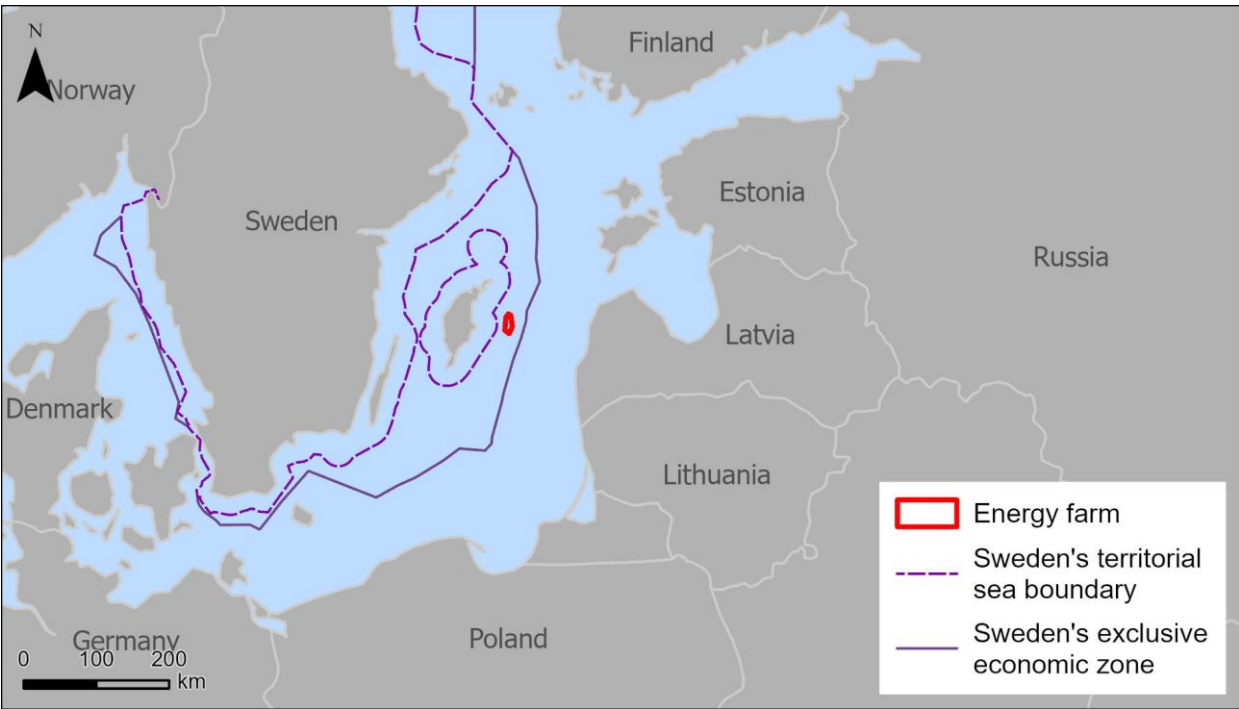 N
Finland
Norway
Estonia
Sweden
Russia
Latvia
Denmark
Lithuania
Germany
Poland
0 100 200
km
Energy farm
Sweden's territorial
sea boundary
Sweden's exclusive
economic zone